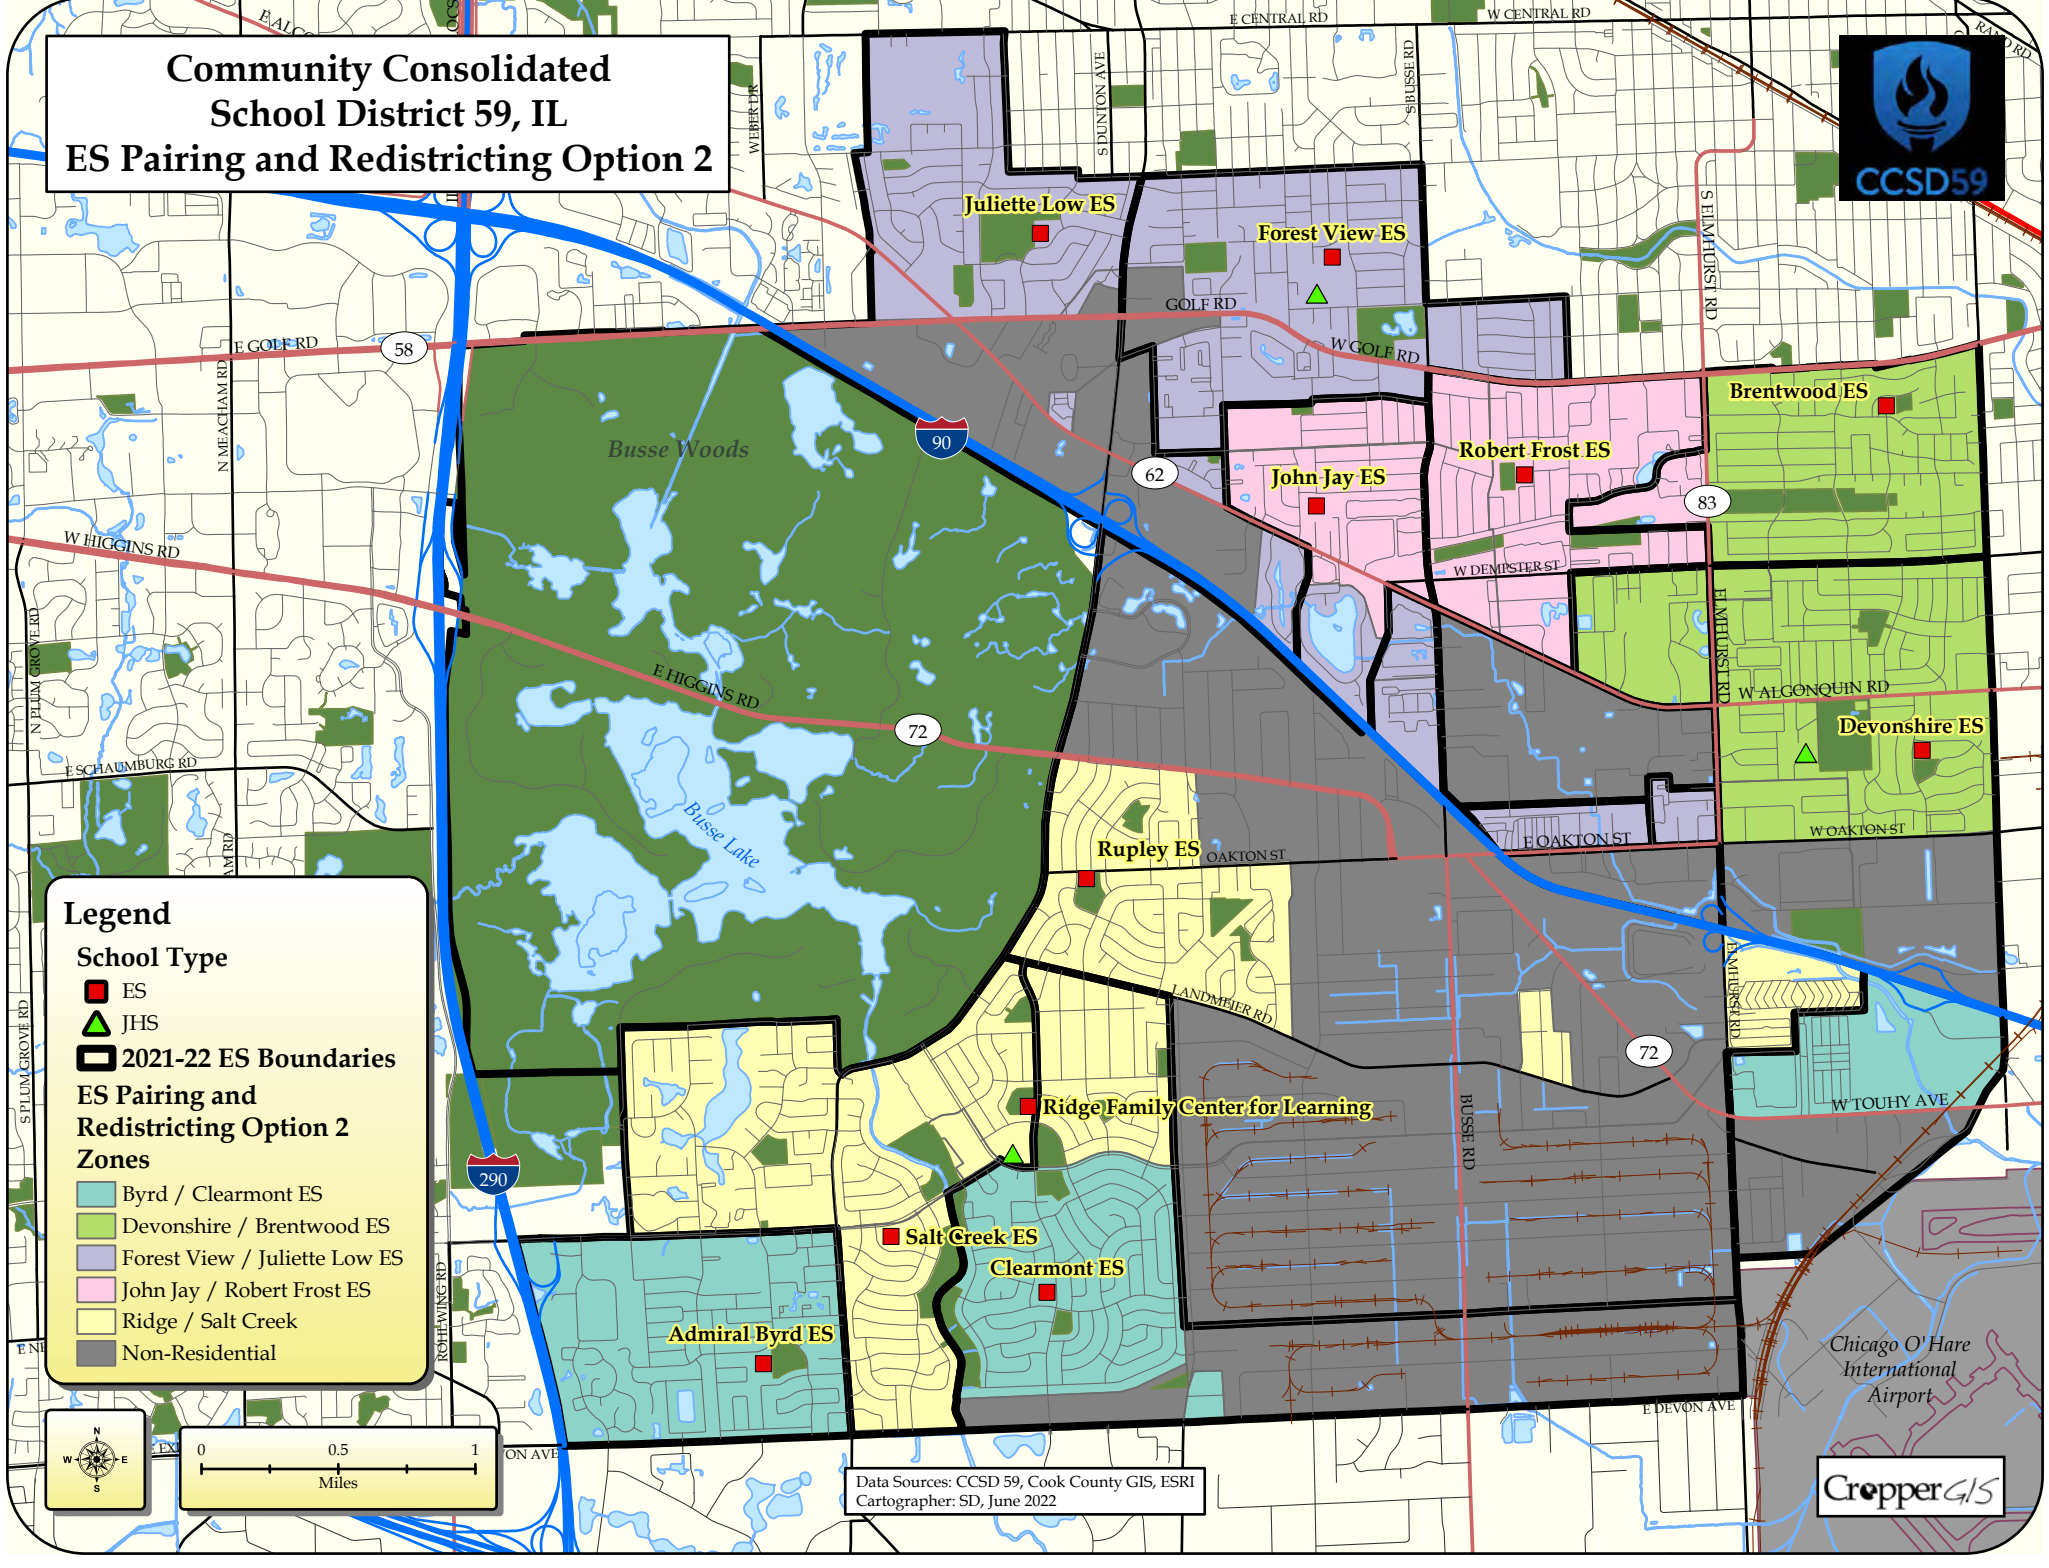 Community Consolidated
School District 59, IL
ES Pairing and Redistricting Option 2
CCSD59
E CENTRAL RD
W CENTRAL RD
RAND RD
WEBER DR
S DUNTON AVE
S BUSSE RD
S ELMHURST RD
Juliette Low ES
Forest View ES
GOLF RD
W GOLF RD
E GOLF RD
58
N MEACHAM RD
Brentwood ES
Busse Woods
90
62
John Jay ES
Robert Frost ES
83
W HIGGINS RD
W DEMPSTER ST
ELMHURST RD
N PLUM GROVE RD
E HIGGINS RD
72
W ALGONQUIN RD
Devonshire ES
E SCHAUMBURG RD
Busse Lake
Rupley ES
OAKTON ST
E OAKTON ST
W OAKTON ST
LANDMEIER RD
ELMHURST RD
72
W TOUHY AVE
BUSSE RD
S PLUM GROVE RD
Ridge Family Center for Learning
290
Salt Creek ES
Clearmont ES
ROHLWING RD
Admiral Byrd ES
Chicago O'Hare
International
Airport
E DEVON AVE
Legend
School Type
ES
JHS
2021-22 ES Boundaries
ES Pairing and
Redistricting Option 2
Zones
Byrd / Clearmont ES
Devonshire / Brentwood ES
Forest View / Juliette Low ES
John Jay / Robert Frost ES
Ridge / Salt Creek
Non-Residential
N
W E
S
0 0.5 1
Miles
Data Sources: CCSD 59, Cook County GIS, ESRI
Cartographer: SD, June 2022
Cropper GIS